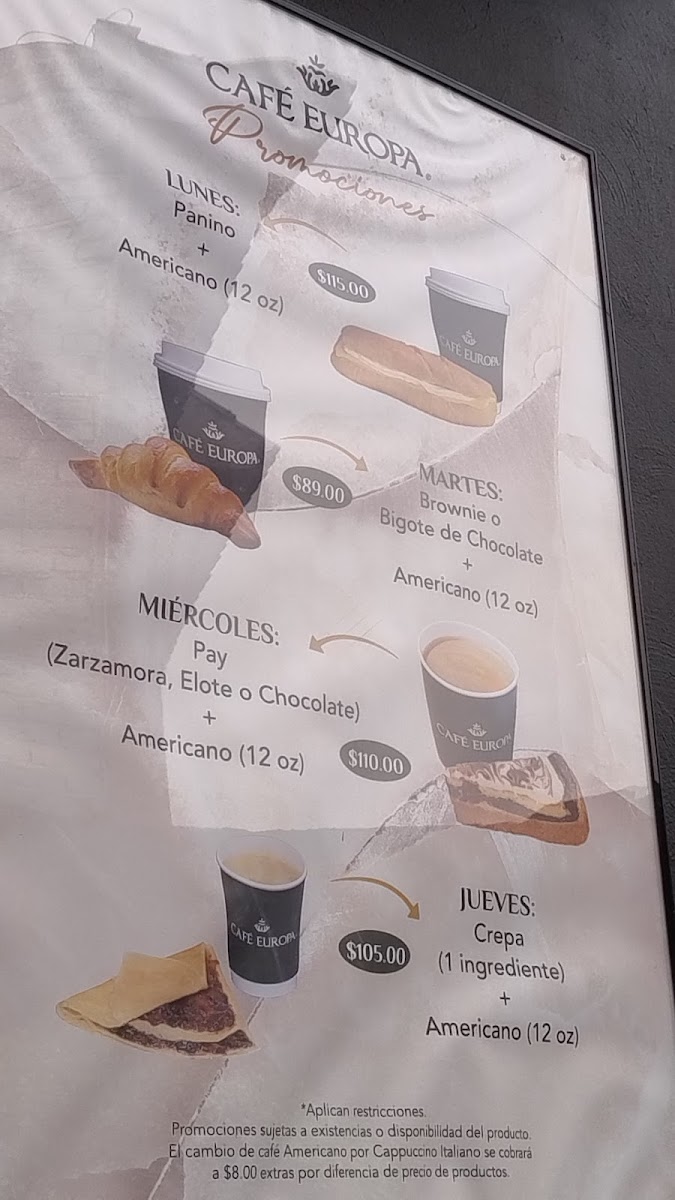 CAFÉ EUROPA®
Promociones
LUNES:
Panino
+
Americano (12 oz)
$115.00
CAFÉ EUROPA
CAFÉ EUROPA
$89.00
MARTES:
Brownie o
Bigote de Chocolate
+
Americano (12 oz)
MIÉRCOLES:
Pay
(Zarzamora, Elote o Chocolate)
+
Americano (12 oz)
$110.00
CAFÉ EUROPA
CAFÉ EUROPA
$105.00
JUEVES:
Crepa
(1 ingrediente)
+
Americano (12 oz)
*Aplican restricciones.
Promociones sujetas a existencias o disponibilidad del producto.
El cambio de café Americano por Cappuccino Italiano se cobrará
a $8.00 extras por diferencia de precio de productos.